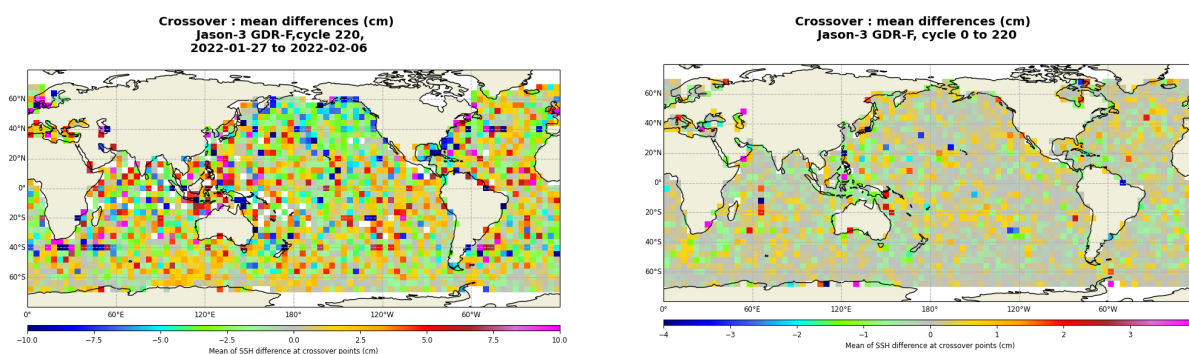 Crossover : mean differences (cm)
Jason-3 GDR-F,cycle 220,
2022-01-27 to 2022-02-06
60°N
40°N
20°N
0°
20°S
40°S
60°S
0°
60°E
120°E
180°
120°W
60°W
−10.0
−7.5
−5.0
−2.5
0.0
2.5
5.0
7.5
10.0
Mean of SSH difference at crossover points (cm)
Crossover : mean differences (cm)
Jason-3 GDR-F, cycle 0 to 220
60°N
40°N
20°N
0°
20°S
40°S
60°S
0°
60°E
120°E
180°
120°W
60°W
−4
−3
−2
−1
0
1
2
3
Mean of SSH difference at crossover points (cm)